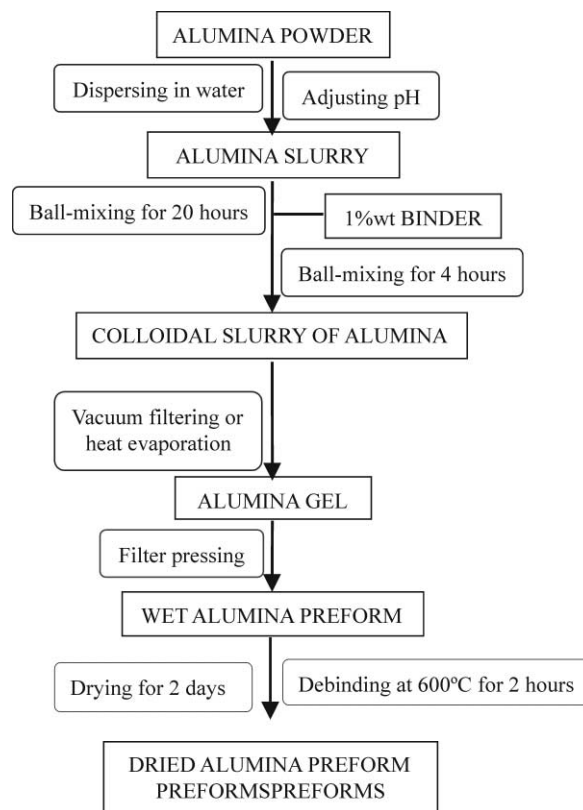 ALUMINA POWDER
Dispersing in water
Adjusting pH
ALUMINA SLURRY
Ball-mixing for 20 hours
1%wt BINDER
Ball-mixing for 4 hours
COLLOIDAL SLURRY OF ALUMINA
Vacuum filtering or
heat evaporation
ALUMINA GEL
Filter pressing
WET ALUMINA PREFORM
Drying for 2 days
Debinding at 600ºC for 2 hours
DRIED ALUMINA PREFORM
PREFORMSPREFORMS